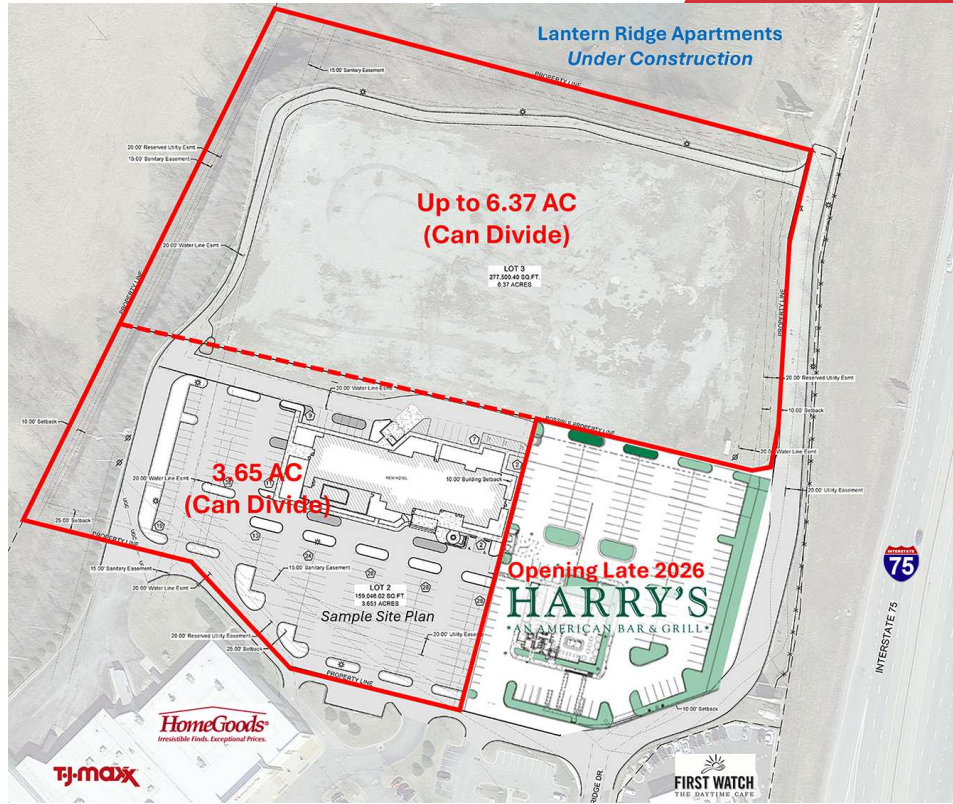 Lantern Ridge Apartments
Under Construction
PROPERTY LINE
15.00' Sanitary Easement
20.00' Reserved Utility Esmt
15.00' Sanitary Easement
Up to 6.37 AC
(Can Divide)
20.00' Water Line Esmt
LOT 3
277,500.40 SQ.FT.
6.37 ACRES
PROPERTY LINE
PROPERTY LINE
20.00' Reserved Utility Esmt
20.00' Water Line Esmt
10.00' Setback
POSSIBLE PROPERTY LINE
10.00' Setback
20.00' Water Line Esmt
3.65 AC
(Can Divide)
NEW HOTEL
10.00' Building Setback
20.00' Water Line Esmt
20.00' Utility Easement
25.00' Setback
PROPERTY LINE
15.00' Sanitary Easement
20.00' Water Line Esmt
15.00' Sanitary Easement
LOT 2
159,046.02 SQ.FT.
3.651 ACRES
Sample Site Plan
Opening Late 2026
HARRY'S
AN AMERICAN BAR & GRILL
INTERSTATE
75
INTERSTATE 75
20.00' Reserved Utility Easement
25.00' Setback
20.00' Utility Ease
PROPERTY LINE
10.00' Setback
HomeGoods®
Irresistible Finds. Exceptional Prices.
T·J·maxx
RIDGE DR
FIRST WATCH
THE DAYTIME CAFE